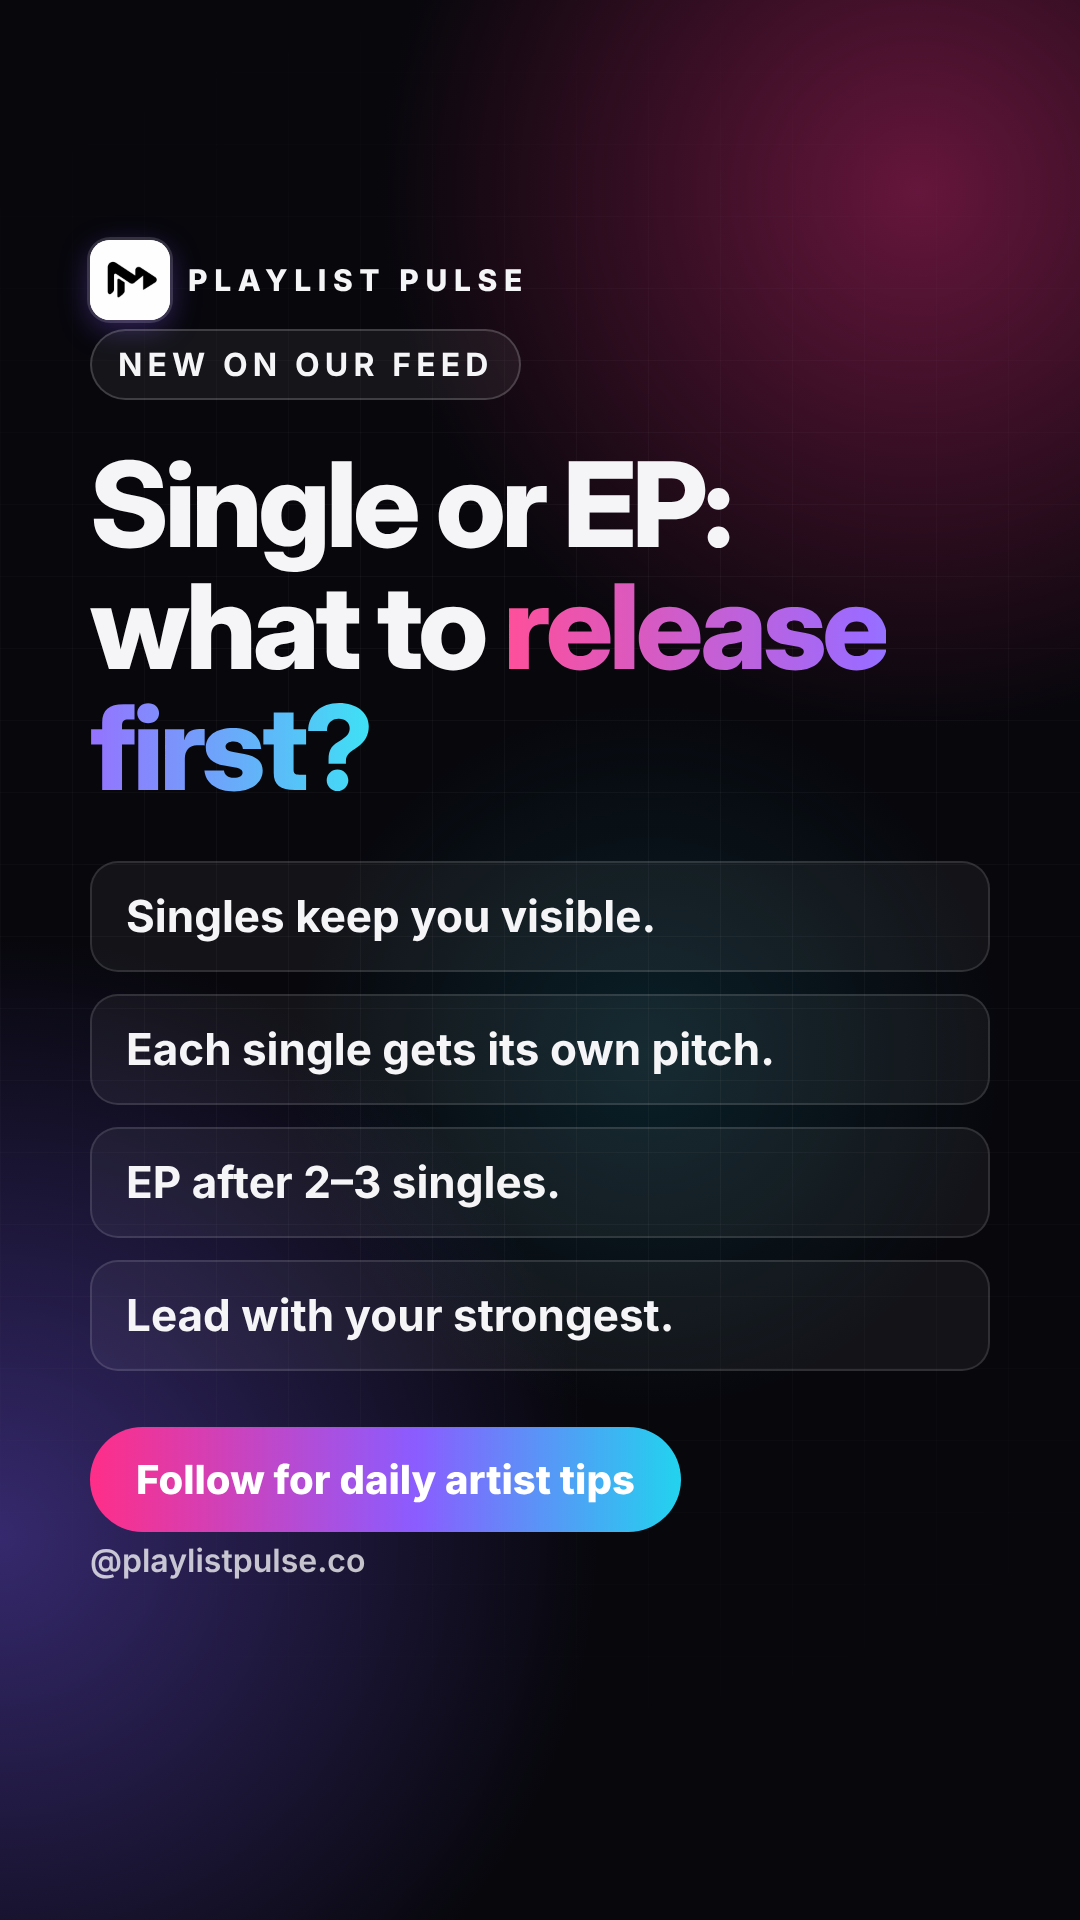 PLAYLIST PULSE
NEW ON OUR FEED
Single or EP:
what to release
first?
Singles keep you visible.
Each single gets its own pitch.
EP after 2–3 singles.
Lead with your strongest.
Follow for daily artist tips
@playlistpulse.co